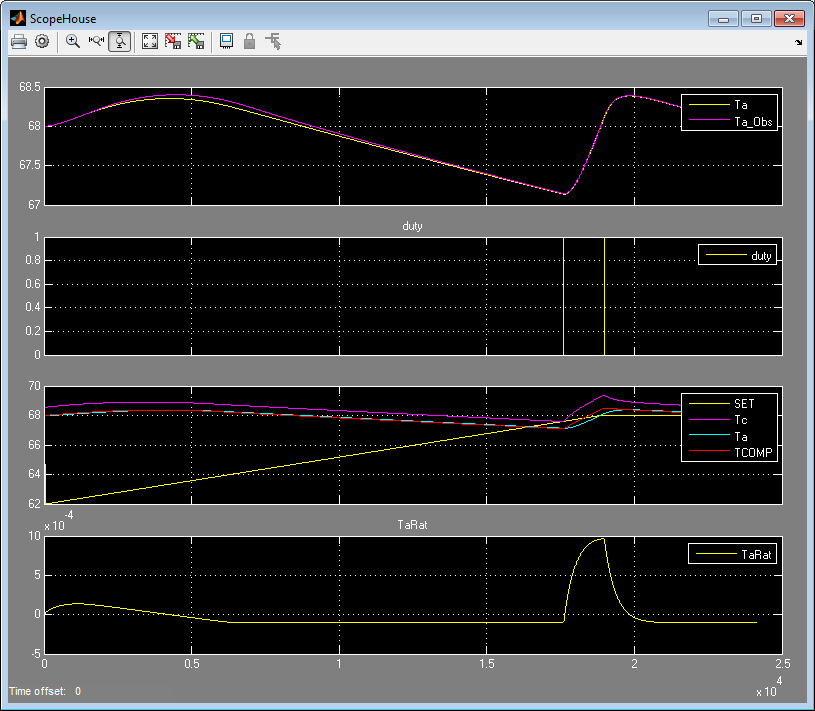 ScopeHouse
68.5
68
67.5
67
Ta
Ta_Obs
duty
1
0.8
0.6
0.4
0.2
0
duty
70
68
66
64
62
SET
Tc
Ta
TCOMP
x 10
-4
TaRat
10
5
0
-5
TaRat
0 0.5 1 1.5 2 2.5
x 10
4
Time offset: 0